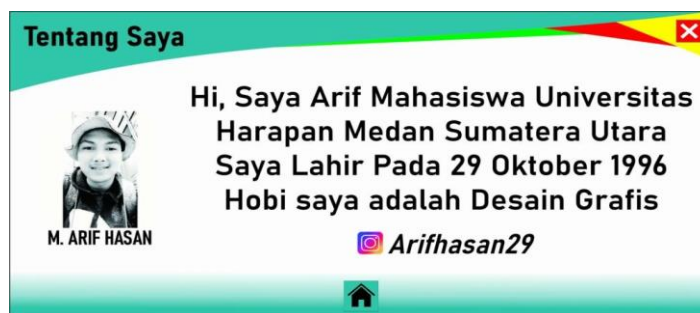 Tentang Saya
Hi, Saya Arif Mahasiswa Universitas
Harapan Medan Sumatera Utara
Saya Lahir Pada 29 Oktober 1996
Hobi saya adalah Desain Grafis
M. ARIF HASAN
Arifhasan29